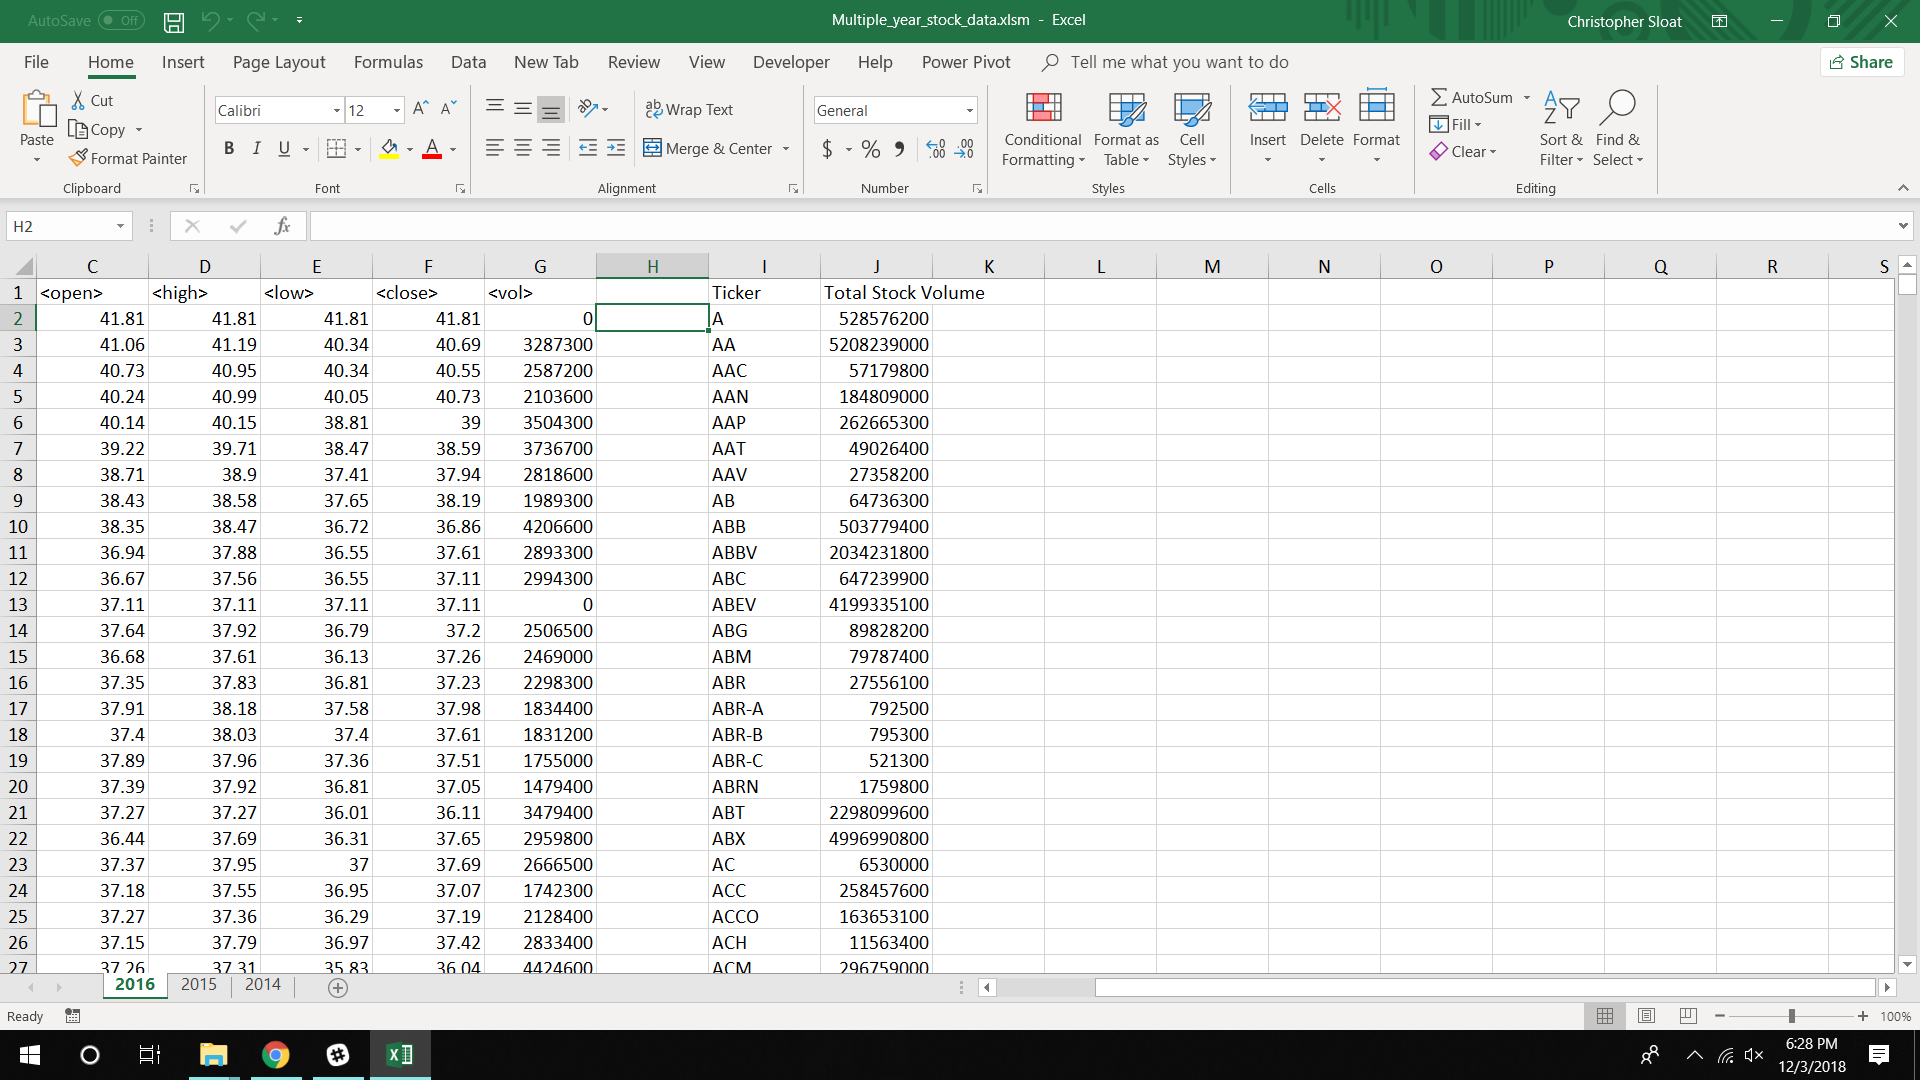 AutoSave Off
Multiple_year_stock_data.xlsm - Excel
Christopher Sloat
File Home Insert Page Layout Formulas Data New Tab Review View Developer Help Power Pivot Tell me what you want to do
Share
Paste
Cut
Copy
Format Painter
Clipboard
Calibri 12
B I U
Font
Wrap Text
Merge & Center
Alignment
General
$ % 
Number
Conditional Formatting
Format as Table
Cell Styles
Styles
Insert Delete Format
Cells
AutoSum
Fill
Clear
Sort & Filter
Find & Select
Editing
H2 fx
C D E F G H I J K L M N O P Q R S
1 <open> <high> <low> <close> <vol> Ticker Total Stock Volume
2 41.81 41.81 41.81 41.81 0 A 528576200
3 41.06 41.19 40.34 40.69 3287300 AA 5208239000
4 40.73 40.95 40.34 40.55 2587200 AAC 57179800
5 40.24 40.99 40.05 40.73 2103600 AAN 184809000
6 40.14 40.15 38.81 39 3504300 AAP 262665300
7 39.22 39.71 38.47 38.59 3736700 AAT 49026400
8 38.71 38.9 37.41 37.94 2818600 AAV 27358200
9 38.43 38.58 37.65 38.19 1989300 AB 64736300
10 38.35 38.47 36.72 36.86 4206600 ABB 503779400
11 36.94 37.88 36.55 37.61 2893300 ABBV 2034231800
12 36.67 37.56 36.55 37.11 2994300 ABC 647239900
13 37.11 37.11 37.11 37.11 0 ABEV 4199335100
14 37.64 37.92 36.79 37.2 2506500 ABG 89828200
15 36.68 37.61 36.13 37.26 2469000 ABM 79787400
16 37.35 37.83 36.81 37.23 2298300 ABR 27556100
17 37.91 38.18 37.58 37.98 1834400 ABR-A 792500
18 37.4 38.03 37.4 37.61 1831200 ABR-B 795300
19 37.89 37.96 37.36 37.51 1755000 ABR-C 521300
20 37.39 37.92 36.81 37.05 1479400 ABRN 1759800
21 37.27 37.27 36.01 36.11 3479400 ABT 2298099600
22 36.44 37.69 36.31 37.65 2959800 ABX 4996990800
23 37.37 37.95 37 37.69 2666500 AC 6530000
24 37.18 37.55 36.95 37.07 1742300 ACC 258457600
25 37.27 37.36 36.29 37.19 2128400 ACCO 163653100
26 37.15 37.79 36.97 37.42 2833400 ACH 11563400
27 37.26 37.31 35.83 36.04 4424600 ACM 296759000
2016 2015 2014
Ready
100%
6:28 PM
12/3/2018